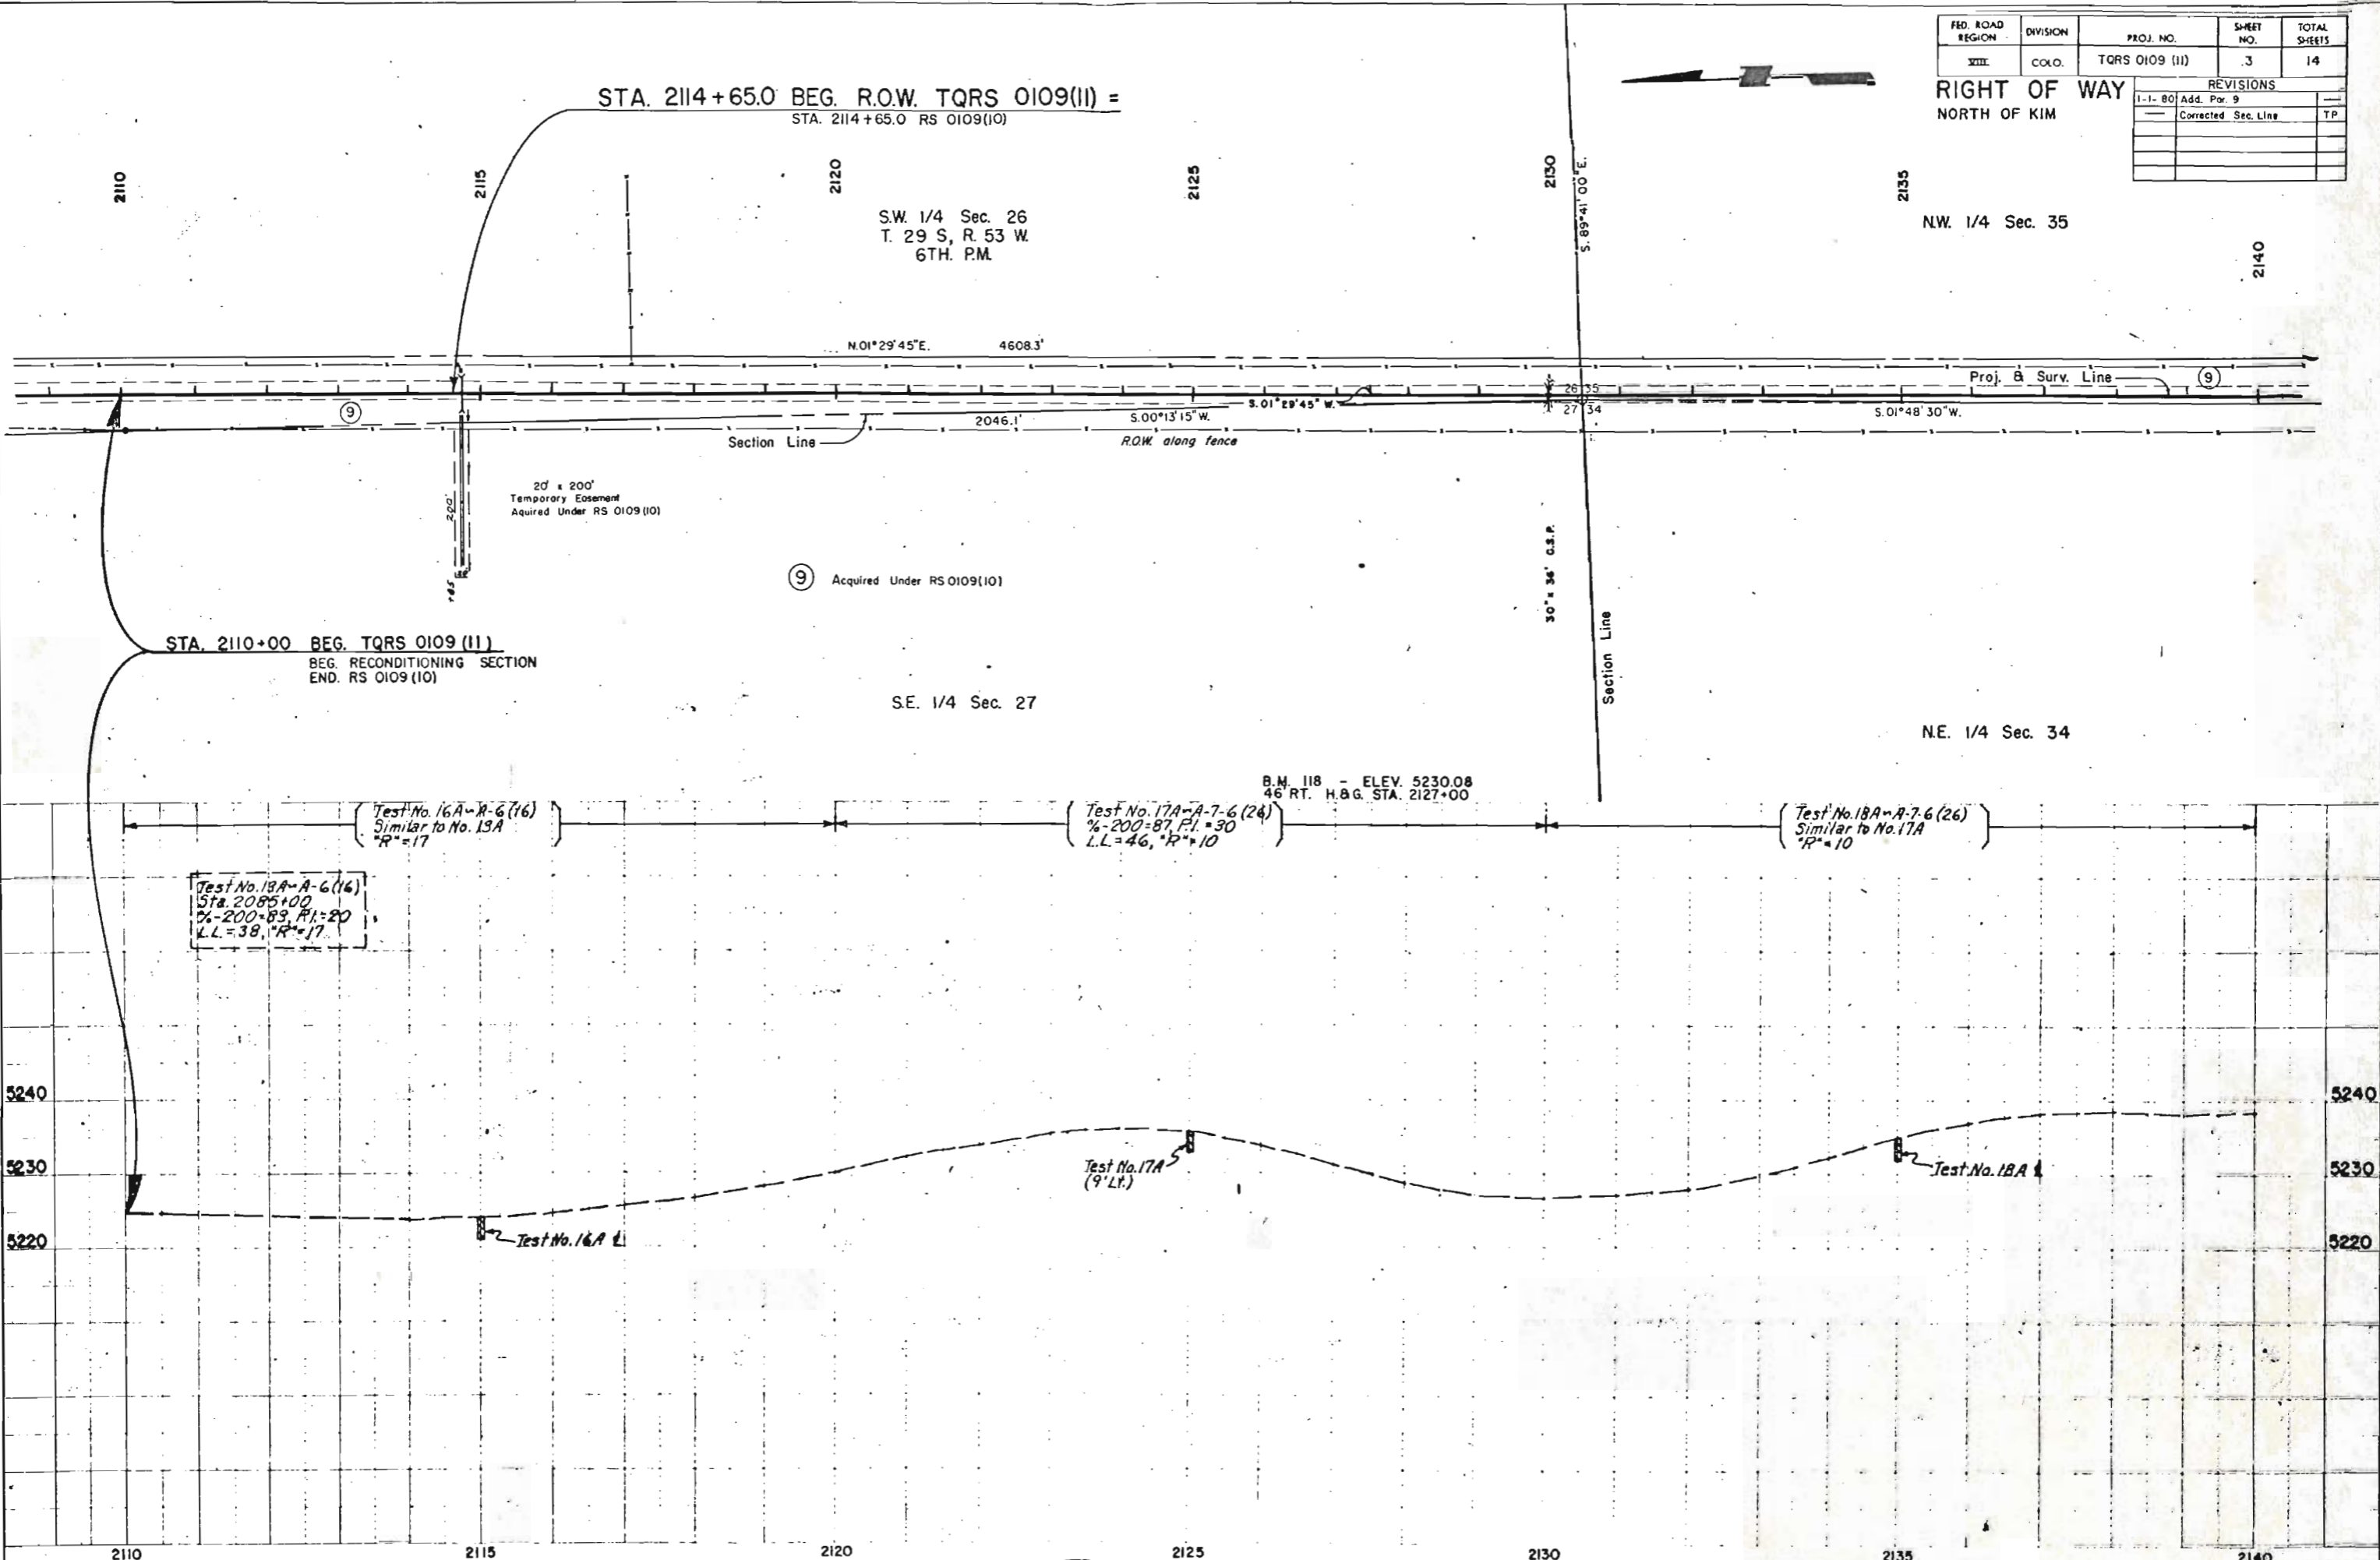 FED. ROAD REGION DIVISION PROJ. NO. SHEET NO. TOTAL SHEETS
VIII COLO. TQRS 0109 (11) 3 14
RIGHT OF WAY
NORTH OF KIM
REVISIONS
1-1-80 Add. Par. 9
Corrected Sec. Line TP
STA. 2114+65.0 BEG. R.O.W. TQRS 0109(11) =
STA. 2114+65.0 RS 0109(10)
2110
2115
2120
2125
2130
2135
2140
S. 89°41'00"E.
S.W. 1/4 Sec. 26
T. 29 S, R. 53 W.
6TH. P.M.
N.W. 1/4 Sec. 35
N.01°29'45"E. 4608.3'
Proj. & Surv. Line
9
9
26 35
27 34
S.01°29'45" W.
S.01°48'30"W.
2046.1'
S.00°13'15"W.
Section Line
R.O.W. along fence
20' x 200'
Temporary Easement
Aquired Under RS 0109(10)
200'
+65
9 Acquired Under RS 0109(10)
30" x 36' C.S.P.
Section Line
STA. 2110+00 BEG. TQRS 0109 (11)
BEG. RECONDITIONING SECTION
END. RS 0109 (10)
S.E. 1/4 Sec. 27
N.E. 1/4 Sec. 34
B.M. 118 - ELEV. 5230.08
46' RT. H.&G. STA. 2127+00
Test No. 16A~A-6(16)
Similar to No. 13A
"R"=17
Test No. 17A~A-7-6(26)
%-200=87, P.I.=30
L.L.=46, "R"=10
Test No. 18A~A-7-6(26)
Similar to No. 17A
"R"=10
Test No. 13A~A-6(16)
Sta. 2085+00
%-200=83, P.I.=20
L.L.=38, "R"=17
5240
5240
5230
5230
5220
5220
Test No. 16A ℄
Test No. 17A
(9' Lt.)
Test No. 18A ℄
2110
2115
2120
2125
2130
2135
2140